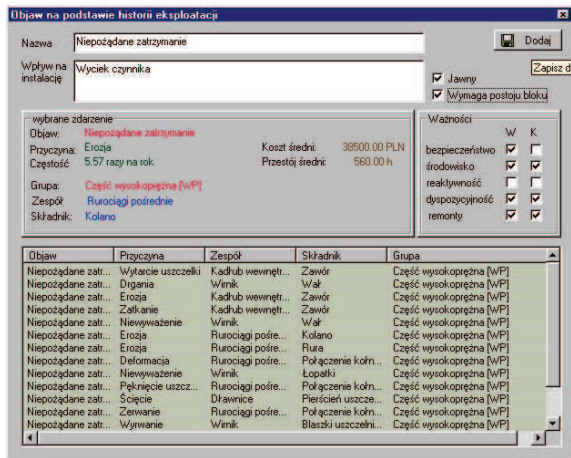 Objaw na podstawie historii eksploatacji
Nazwa Niepożądane zatrzymanie Dodaj
Wpływ na instalację Wyciek czynnika Zapisz d
Jawny
Wymaga postoju bloku
wybrane zdarzenie Ważności
Objaw: Niepożądane zatrzymanie W K
Przyczyna: Erozja Koszt średni: 38500.00 PLN bezpieczeństwo
Częstość 5.57 razy na rok Przestój średni: 560.00 h środowisko
Grupa: Część wysokoprężna [WP] reaktywność
Zespół Rurociągi pośrednie dyspozycyjność
Składnik: Kolano remonty
Objaw Przyczyna Zespół Składnik Grupa
Niepożądane zatr... Wytarcie uszczelki Kadłub wewnętr... Zawór Część wysokoprężna [WP]
Niepożądane zatr... Drgania Wirnik Wał Część wysokoprężna [WP]
Niepożądane zatr... Erozja Kadłub wewnętr... Zawór Część wysokoprężna [WP]
Niepożądane zatr... Zatkanie Kadłub wewnętr... Zawór Część wysokoprężna [WP]
Niepożądane zatr... Niewyważenie Wirnik Wał Część wysokoprężna [WP]
Niepożądane zatr... Erozja Rurociągi pośre... Kolano Część wysokoprężna [WP]
Niepożądane zatr... Erozja Rurociągi pośre... Rura Część wysokoprężna [WP]
Niepożądane zatr... Deformacja Rurociągi pośre... Połączenie kołn... Część wysokoprężna [WP]
Niepożądane zatr... Niewyważenie Wirnik Łopatki Część wysokoprężna [WP]
Niepożądane zatr... Pęknięcie uszcz... Rurociągi pośre... Połączenie kołn... Część wysokoprężna [WP]
Niepożądane zatr... Ścięcie Dławnice Pierścień uszcze... Część wysokoprężna [WP]
Niepożądane zatr... Zerwanie Rurociągi pośre... Połączenie kołn... Część wysokoprężna [WP]
Niepożądane zatr... Wyrwanie Wirnik Blaszki uszczelni... Część wysokoprężna [WP]